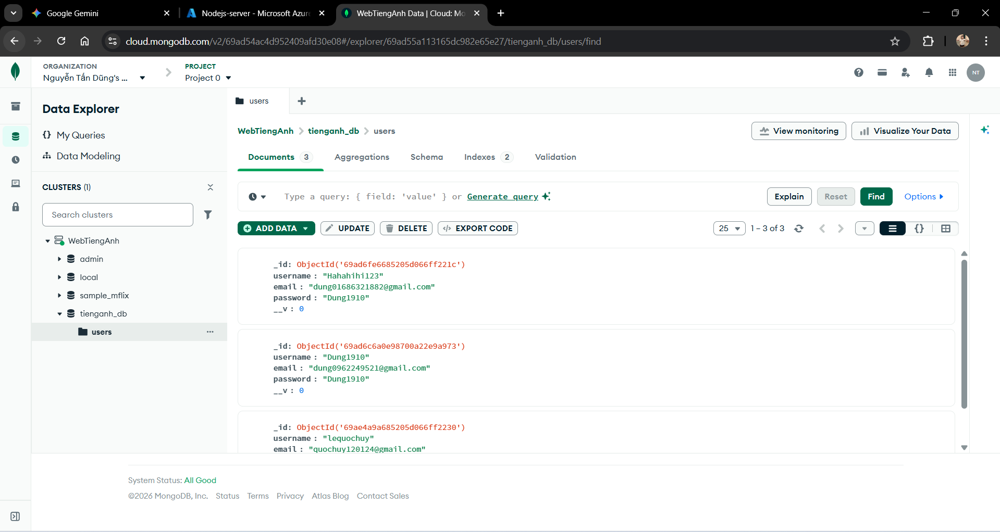 Google Gemini
Nodejs-server - Microsoft Azure
WebTiengAnh Data | Cloud: Mo
cloud.mongodb.com/v2/69ad54ac4d952409afd30e08#/explorer/69ad55a113165dc982e65e27/tienganh_db/users/find
ORGANIZATION
Nguyễn Tấn Dũng's ...
PROJECT
Project 0
NT
Data Explorer
My Queries
Data Modeling
CLUSTERS (1)
Search clusters
WebTiengAnh
admin
local
sample_mflix
tienganh_db
users
users
WebTiengAnh > tienganh_db > users
View monitoring
Visualize Your Data
Documents 3
Aggregations
Schema
Indexes 2
Validation
Type a query: { field: 'value' } or Generate query
Explain
Reset
Find
Options
ADD DATA
UPDATE
DELETE
EXPORT CODE
25
1 – 3 of 3
{}
_id: ObjectId('69ad6fe6685205d066ff221c')
username : "Hahahihi123"
email : "dung01686321882@gmail.com"
password : "Dung1910"
__v : 0
_id: ObjectId('69ad6c6a0e98700a22e9a973')
username : "Dung1910"
email : "dung0962249521@gmail.com"
password : "Dung1910"
__v : 0
_id: ObjectId('69ae4a9a685205d066ff2230')
username : "lequochuy"
email : "quochuy120124@gmail.com"
System Status: All Good
©2026 MongoDB, Inc. Status Terms Privacy Atlas Blog Contact Sales